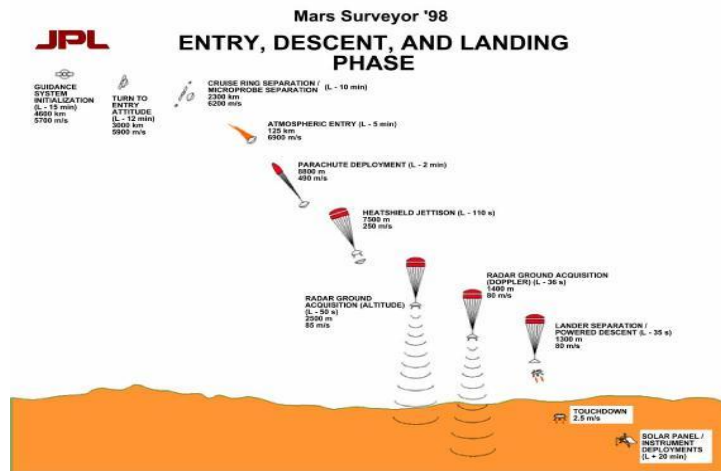 Mars Surveyor '98
JPL
ENTRY, DESCENT, AND LANDING
PHASE
GUIDANCE
SYSTEM
INITIALIZATION
(L - 15 min)
4600 km
5700 m/s
TURN TO
ENTRY
ATTITUDE
(L - 12 min)
3000 km
5900 m/s
CRUISE RING SEPARATION /
MICROPROBE SEPARATION (L - 10 min)
2300 km
6200 m/s
ATMOSPHERIC ENTRY (L - 5 min)
125 km
6900 m/s
PARACHUTE DEPLOYMENT (L - 2 min)
8800 m
490 m/s
HEATSHIELD JETTISON (L - 110 s)
7500 m
250 m/s
RADAR GROUND
ACQUISITION (ALTITUDE)
(L - 50 s)
2500 m
85 m/s
RADAR GROUND ACQUISITION
(DOPPLER) (L - 36 s)
1400 m
80 m/s
LANDER SEPARATION /
POWERED DESCENT (L - 35 s)
1300 m
80 m/s
TOUCHDOWN
2.5 m/s
SOLAR PANEL /
INSTRUMENT
DEPLOYMENTS
(L + 20 min)